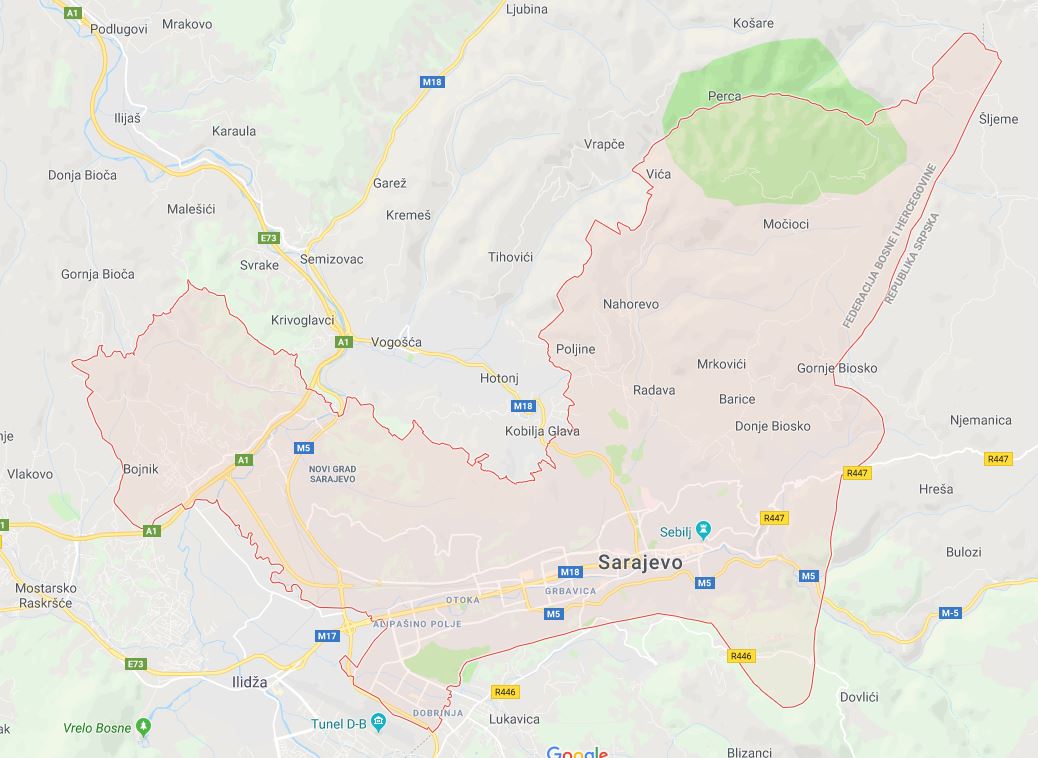 Ljubina
A1
Podlugovi
Mrakovo
Košare
M18
Perca
Ilijaš
Karaula
Šljeme
Vrapče
Donja Bioča
Garež
Vića
Malešići
Kremeš
Močioci
FEDERACIJA BOSNE I HERCEGOVINE
REPUBLIKA SRPSKA
E73
Semizovac
Tihovići
Svrake
Gornja Bioča
Nahorevo
Krivoglavci
A1
Vogošća
Poljine
Mrkovići
Gornje Biosko
Hotonj
Radava
Barice
M18
Njemanica
Donje Biosko
Kobilja Glava
nje
M5
A1
R447
Vlakovo
Bojnik
NOVI GRAD
SARAJEVO
R447
Hreša
R447
1
A1
Sebilj
Bulozi
Sarajevo
M18
M5
M5
Mostarsko
Raskršće
GRBAVICA
OTOKA
M5
M-5
ALIPAŠINO POLJE
M17
R446
E73
Ilidža
R446
Dovlići
DOBRINJA
Lukavica
Tunel D-B
Vrelo Bosne
ak
Google
Blizanci